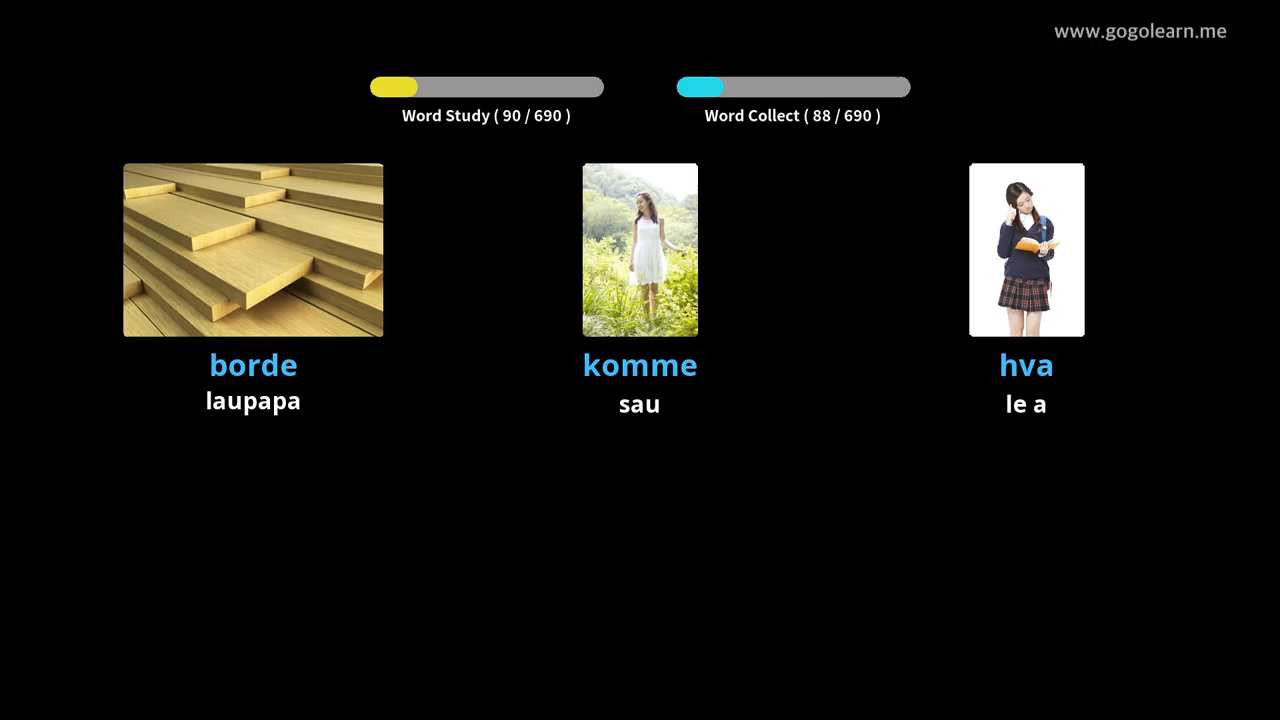 www.gogolearn.me
Word Study ( 90 / 690 )
Word Collect ( 88 / 690 )
borde
laupapa
komme
sau
hva
le a